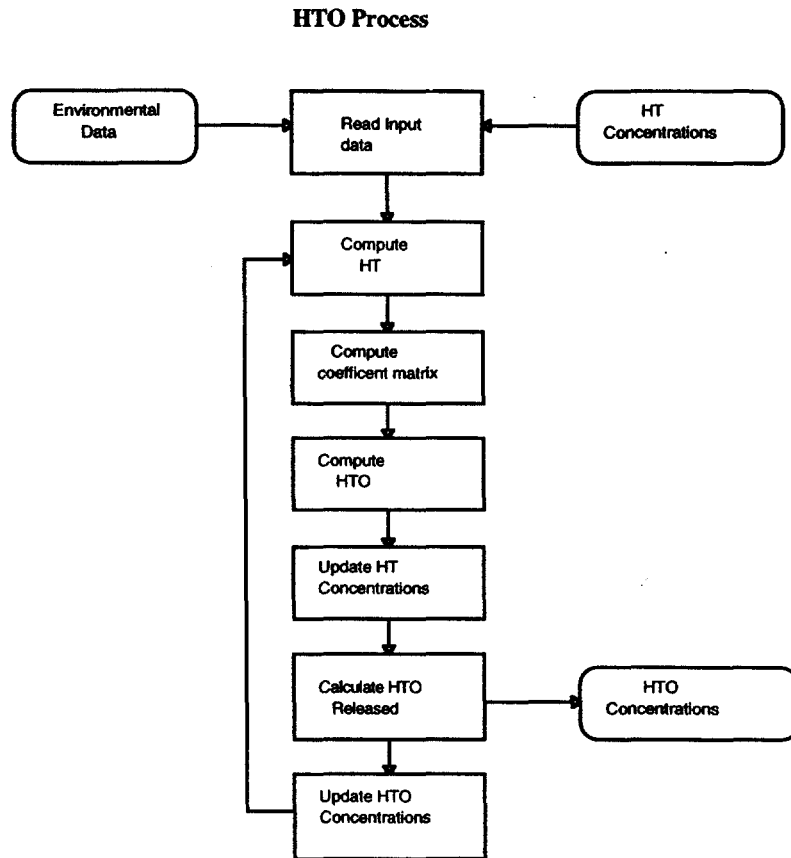 HTO Process
Environmental
Data
Read Input
data
HT
Concentrations
Compute
HT
Compute
coefficent matrix
Compute
HTO
Update HT
Concentrations
Calculate HTO
Released
HTO
Concentrations
Update HTO
Concentrations